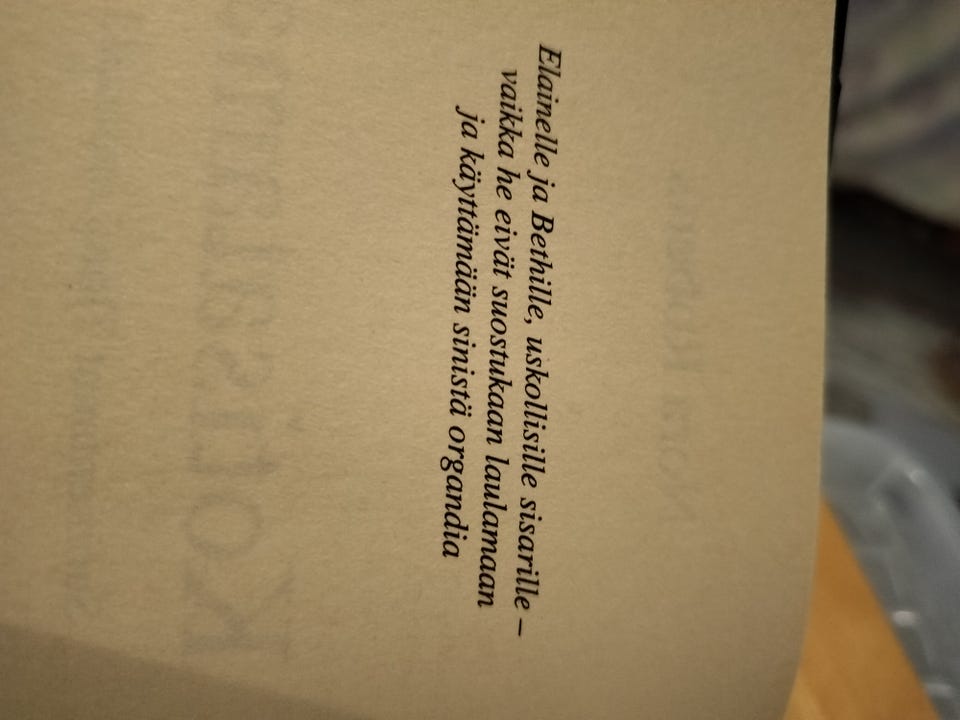 Elainelle ja Bethille, uskollisille sisarille –
vaikka he eivät suostukaan laulamaan
ja käyttämään sinistä organdia